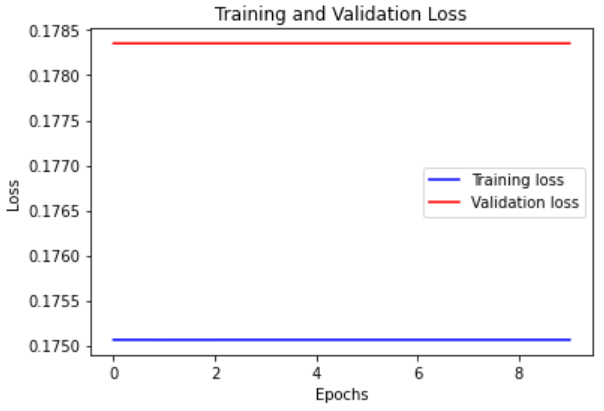 Training and Validation Loss
0.1785
0.1780
0.1775
0.1770
0.1765
0.1760
0.1755
0.1750
Loss
Training loss
Validation loss
0 2 4 6 8
Epochs